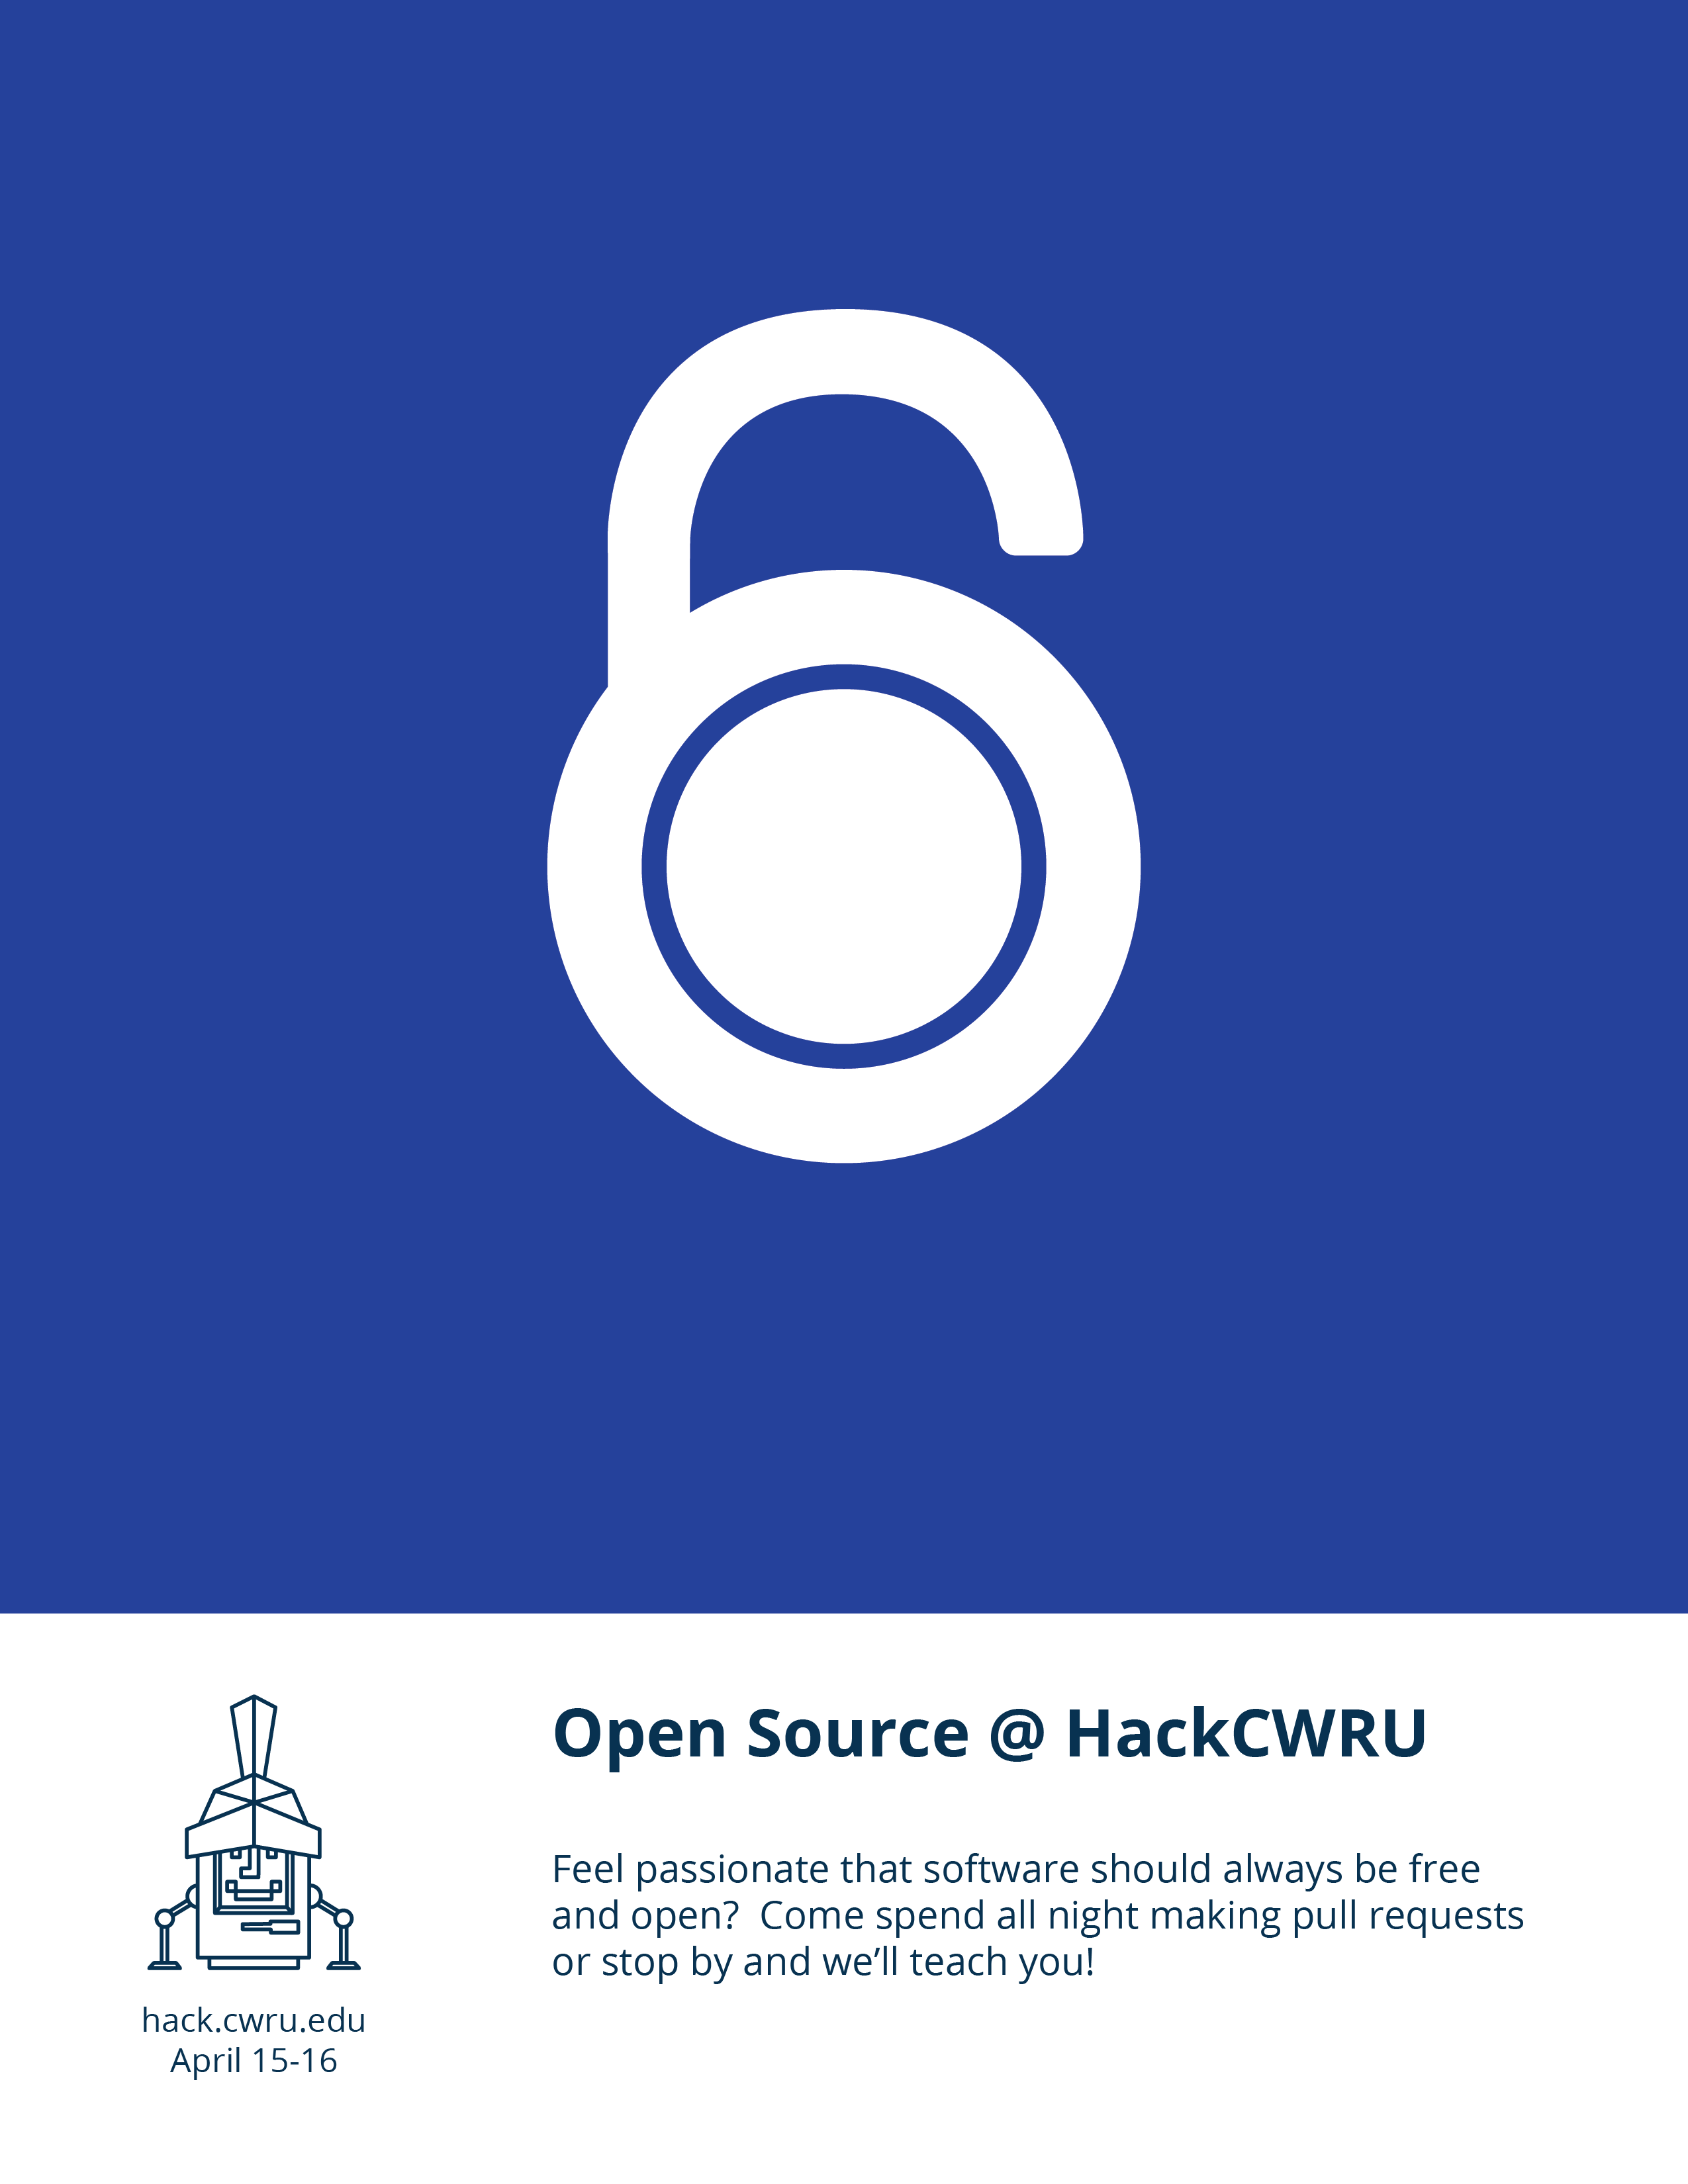 Open Source @ HackCWRU
Feel passionate that software should always be free
and open?  Come spend all night making pull requests
or stop by and we’ll teach you!
hack.cwru.edu
April 15-16